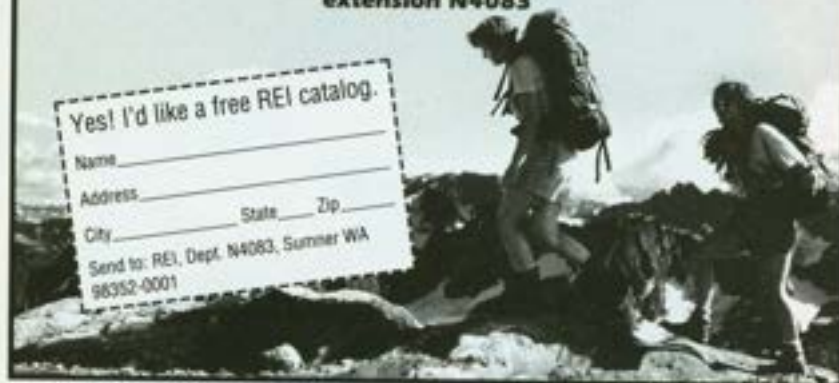 extension N4083
Yes! I'd like a free REI catalog.
Name
Address
City State Zip
Send to: REI, Dept. N4083, Sumner WA
98352-0001